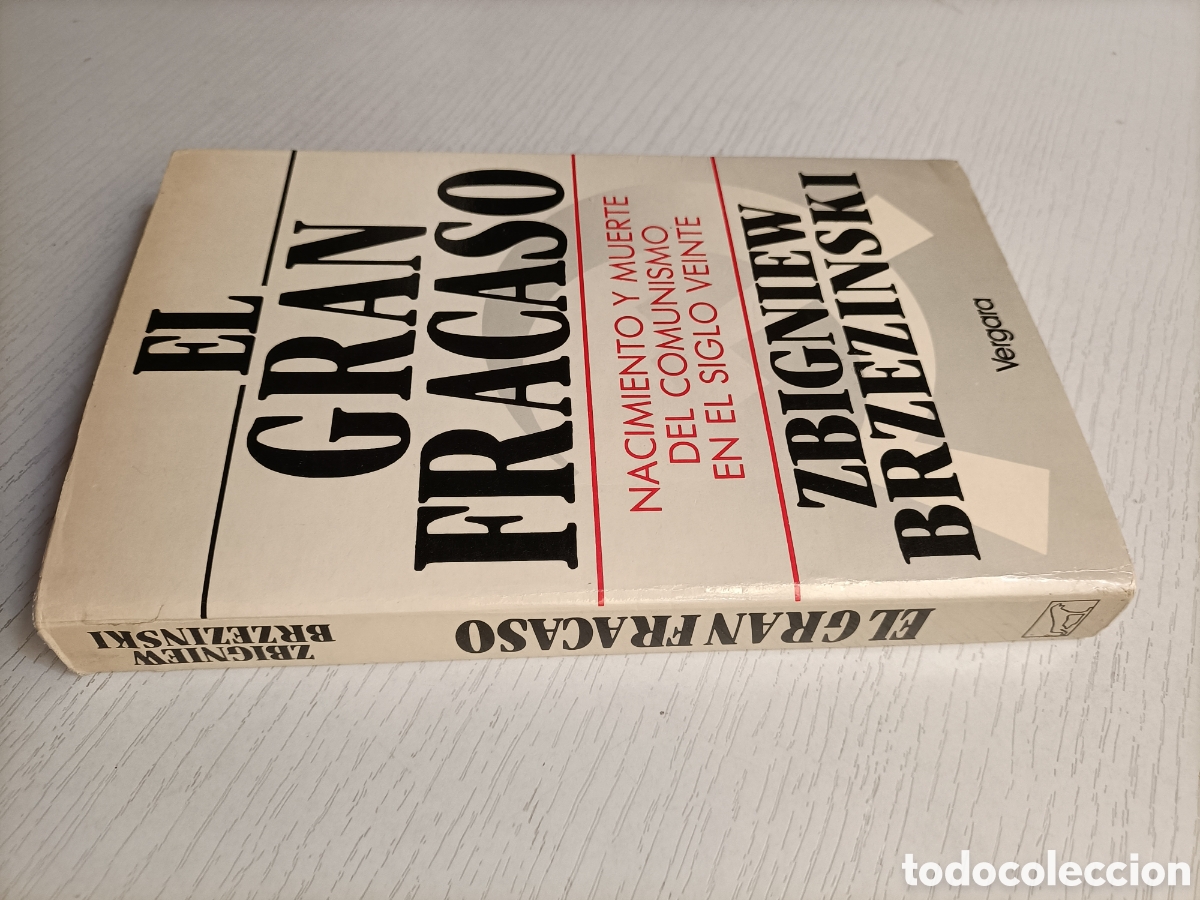 EL
GRAN
FRACASO
NACIMIENTO Y MUERTE
DEL COMUNISMO
EN EL SIGLO VEINTE
ZBIGNIEW
BRZEZINSKI
Vergara
ZBIGNIEW
BRZEZINSKI
EL GRAN FRACASO
todocoleccion